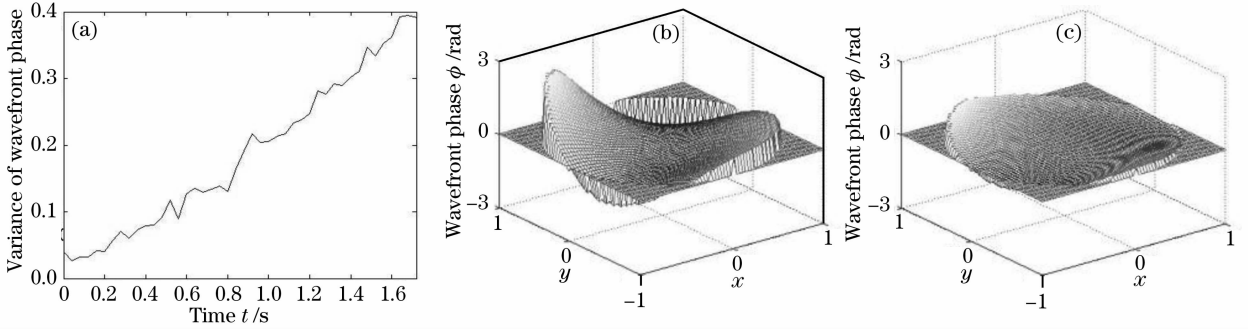 (a)
Variance of wavefront phase
0.4
0.3
0.2
0.1
0.0
0 0.2 0.4 0.6 0.8 1.0 1.2 1.4 1.6
Time t /s
(b)
Wavefront phase ϕ /rad
3
0
−3
1
0
y
−1
0
x
1
(c)
Wavefront phase ϕ /rad
3
0
−3
1
0
y
−1
0
x
1